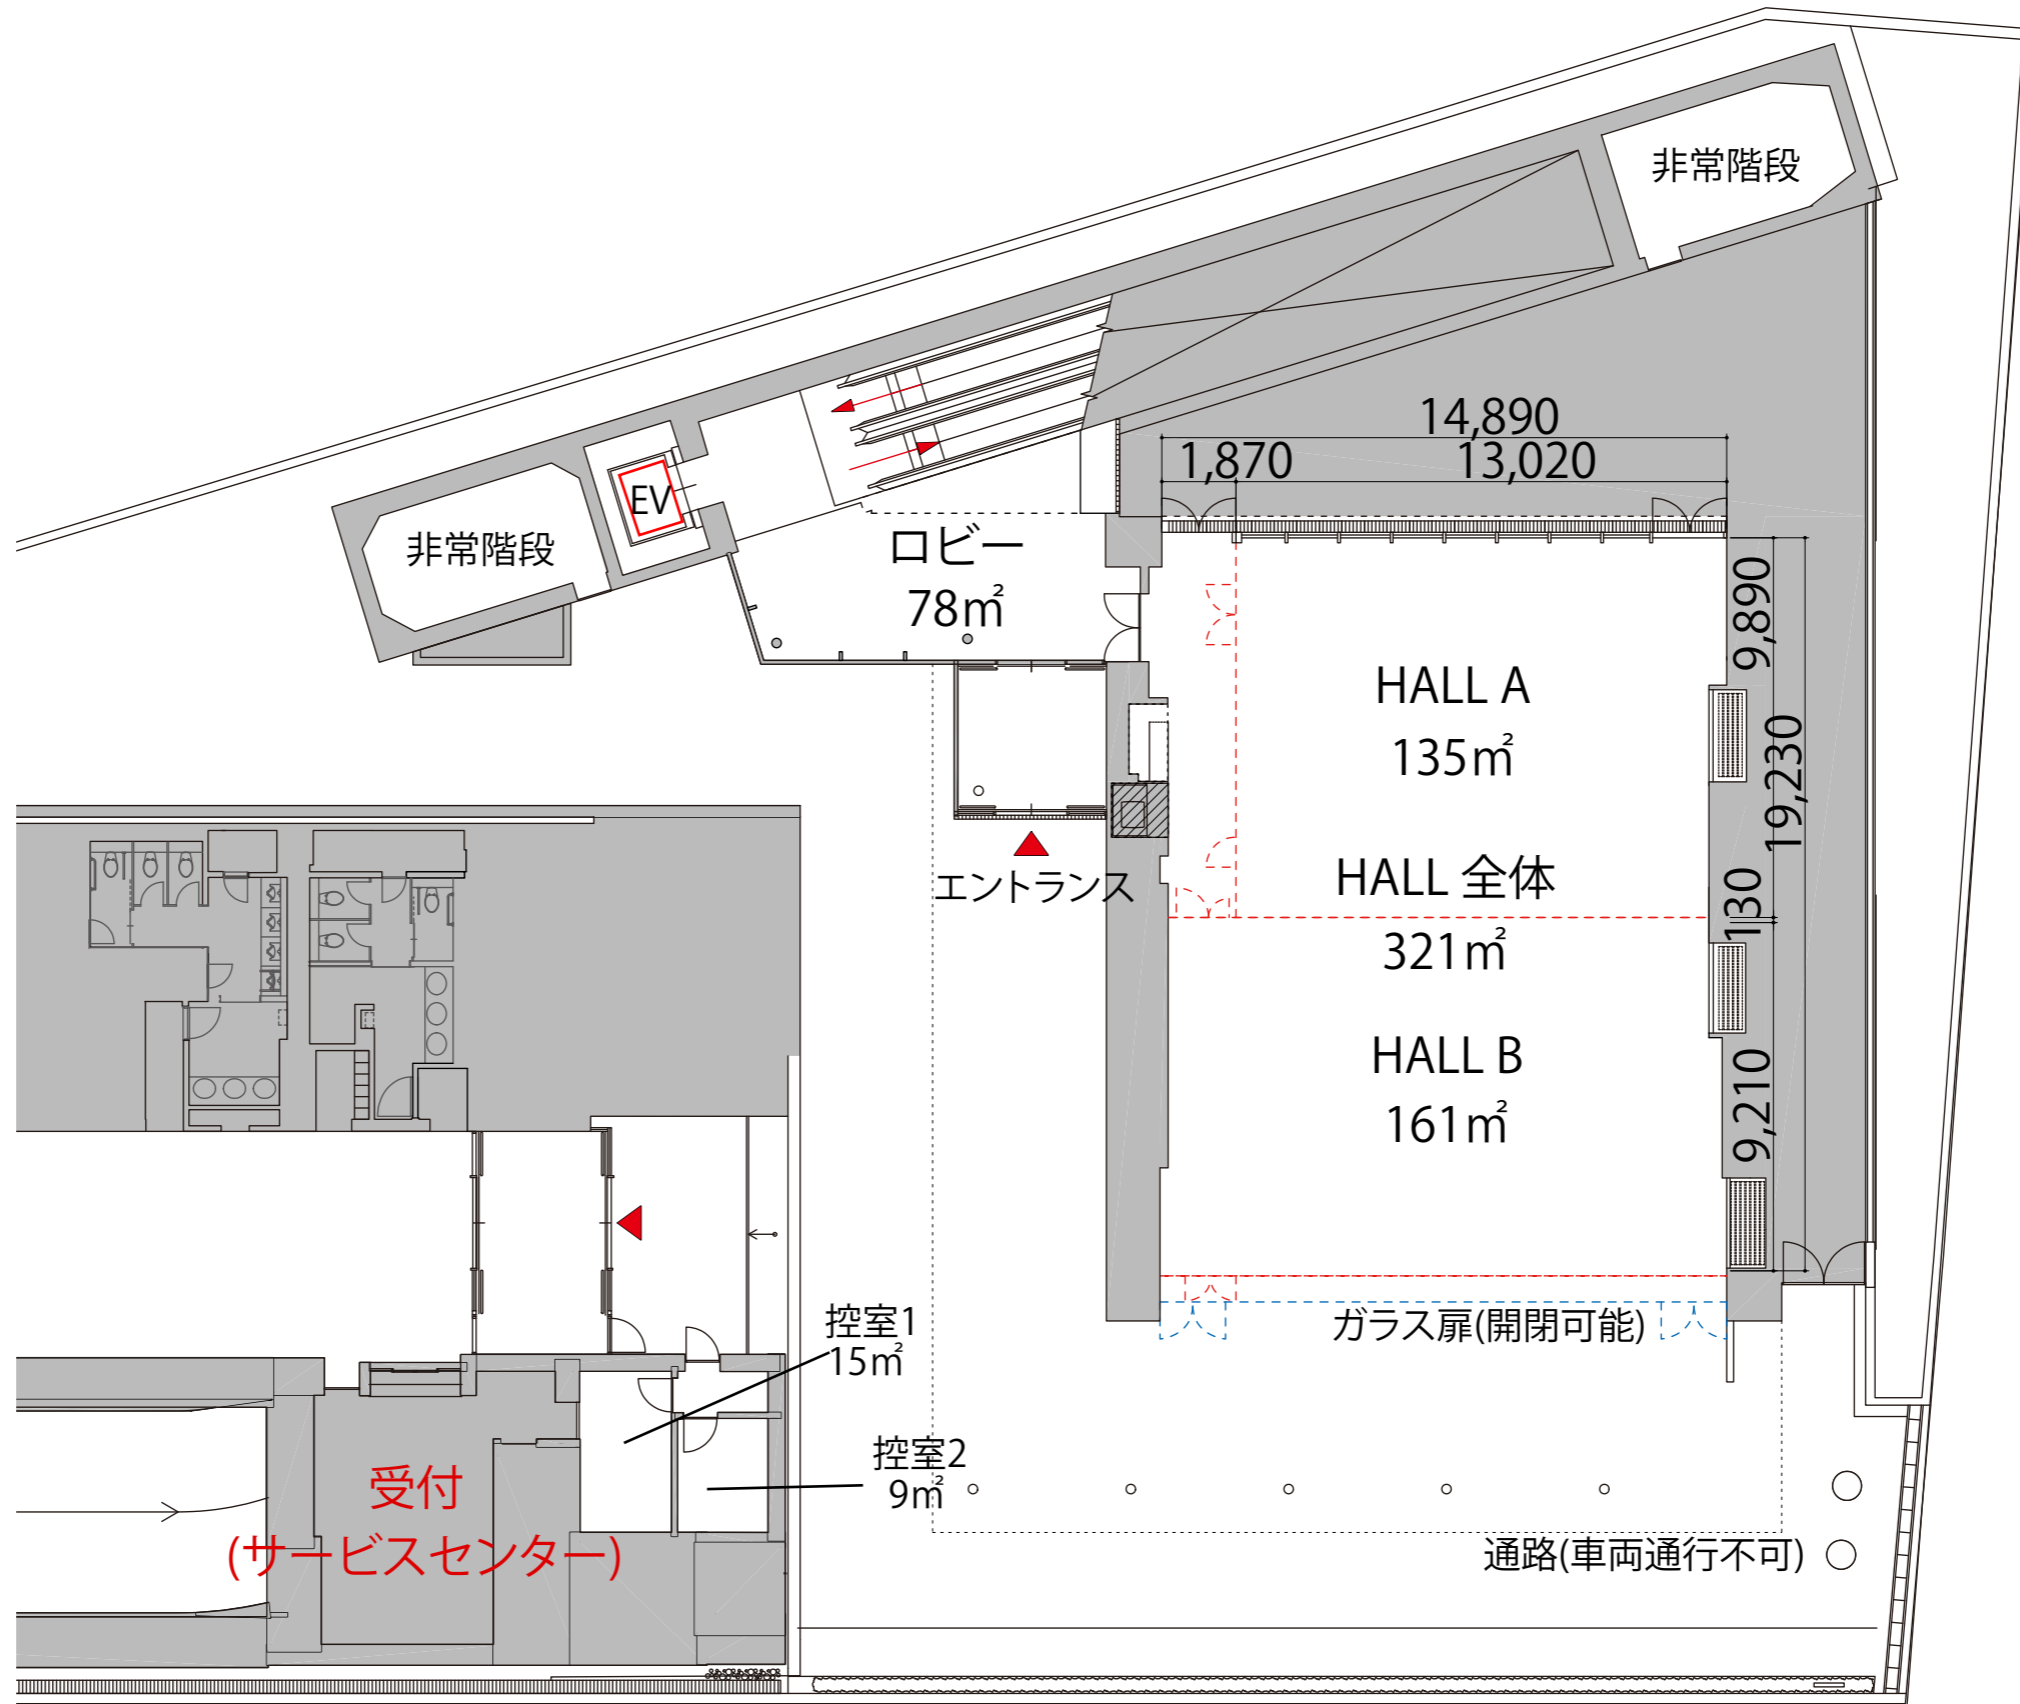 非常階段
14,890
1,870
13,020
EV
非常階段
ロビー
78㎡
9,890
HALL A
135㎡
19,230
エントランス
HALL 全体
321㎡
130
HALL B
161㎡
9,210
控室1
15㎡
ガラス扉(開閉可能)
控室2
9㎡
受付
(サービスセンター)
通路(車両通行不可)